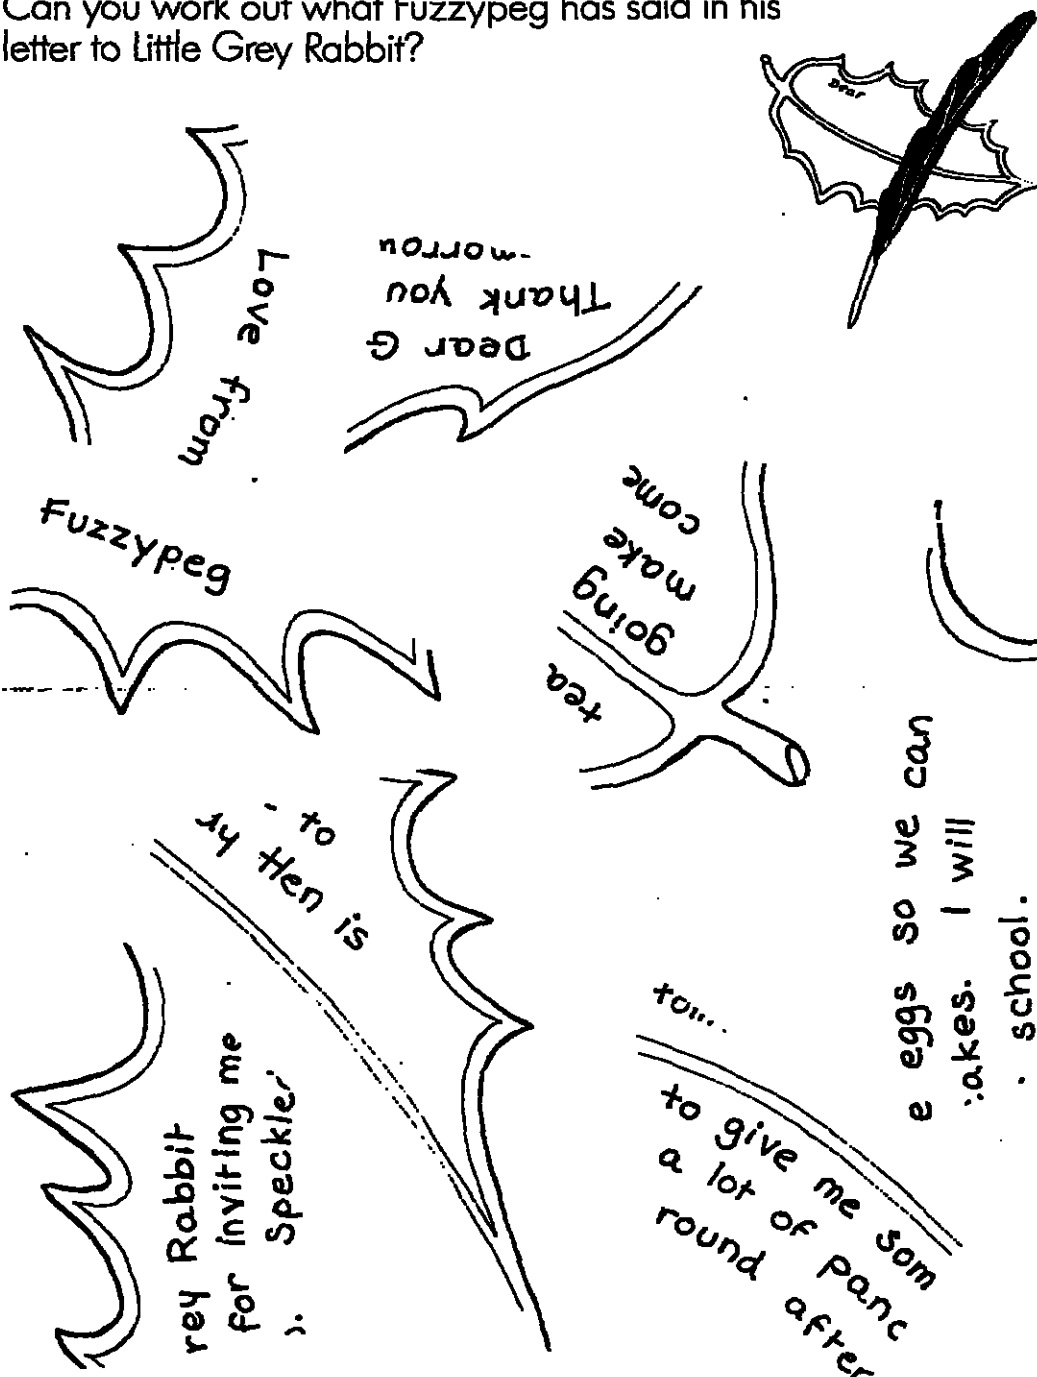 Can you work out what Fuzzypeg has said in his
letter to Little Grey Rabbit?
Dear
Love from
Dear G
Thank you
-morrow
Fuzzypeg
come
make
going
tea
to
ry Hen is
rey Rabbit
for inviting me
Speckle
to
to give me som
a lot of panc
round after
e eggs so we can
akes. I will
school.